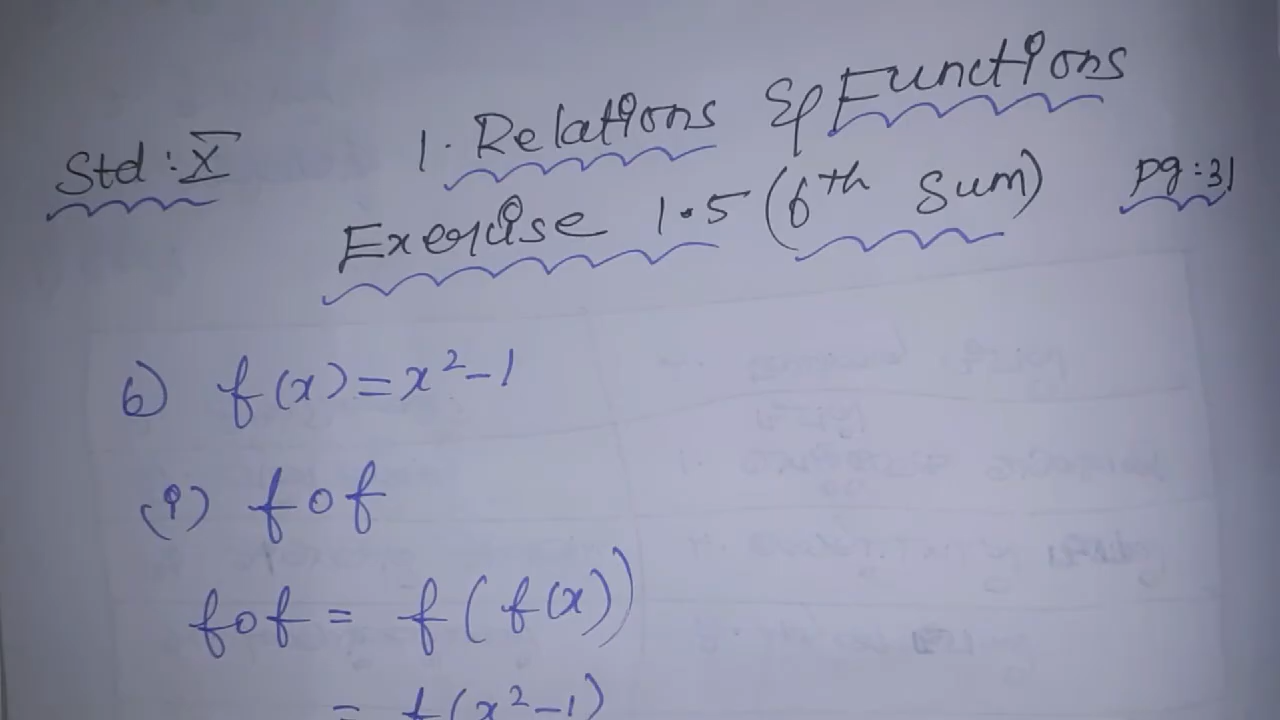 Std : X 1. Relations & Functions
Exercise 1.5 (6th Sum) pg:31
6) f(x) = x²-1
(i) fof
fof = f(f(x))
= f(x²-1)